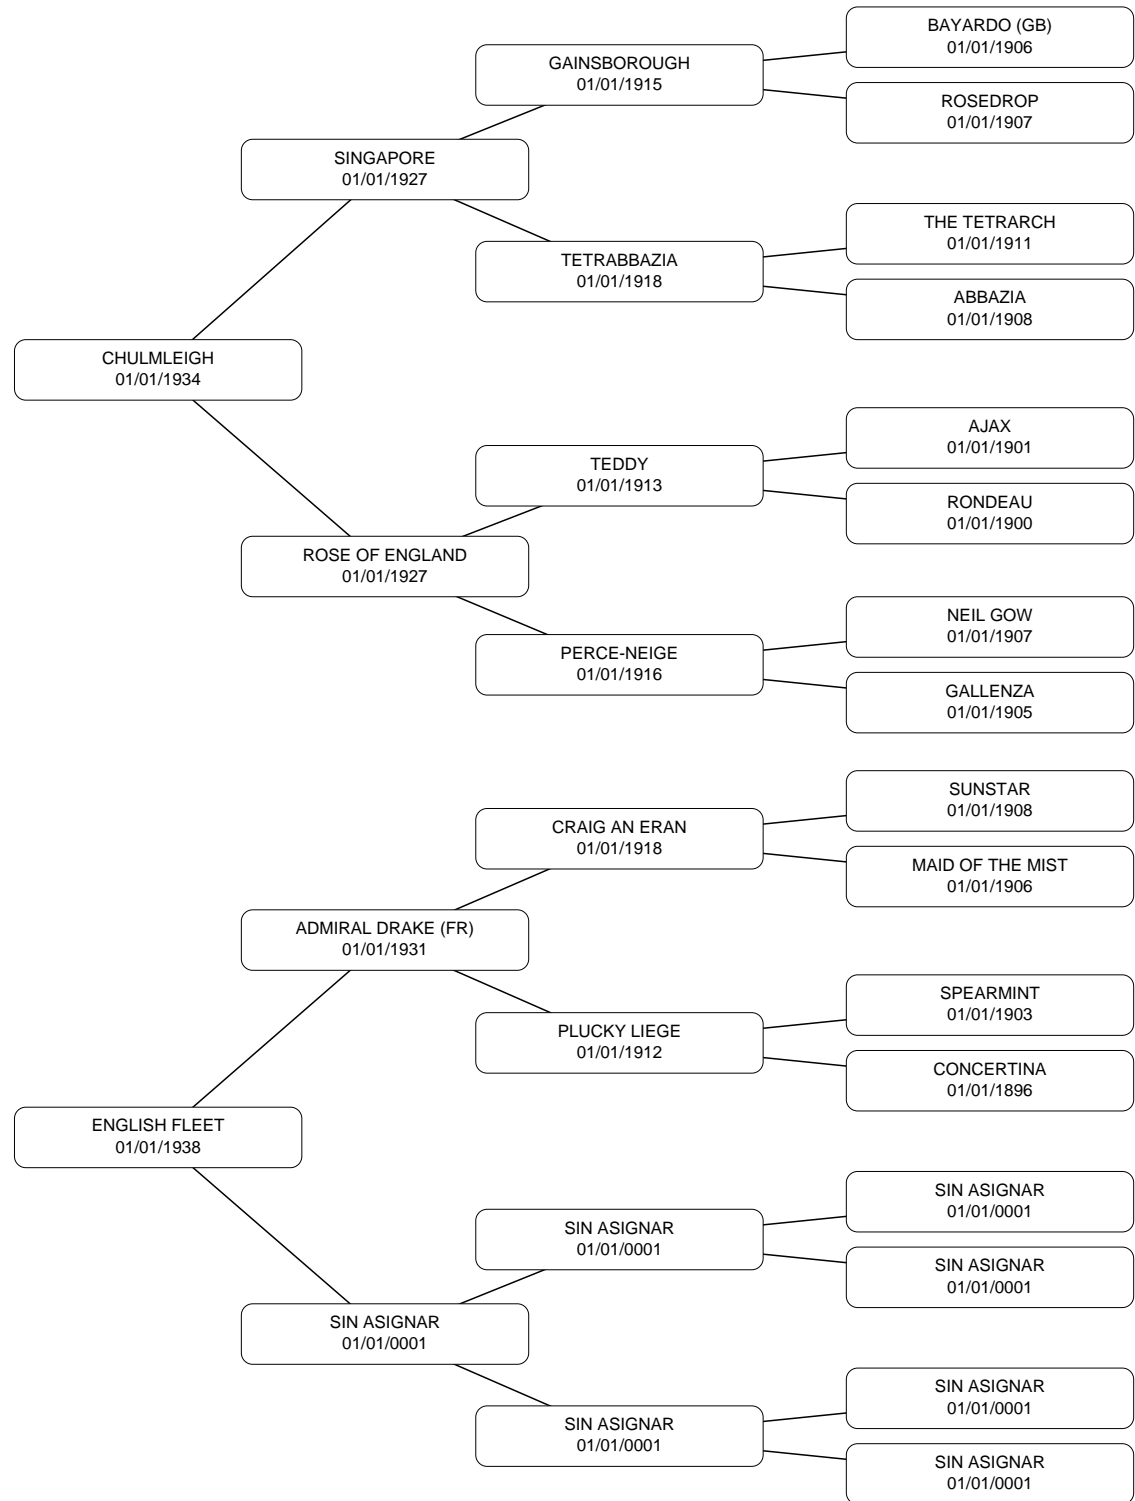 BAYARDO (GB)
01/01/1906
GAINSBOROUGH
01/01/1915
ROSEDROP
01/01/1907
SINGAPORE
01/01/1927
THE TETRARCH
01/01/1911
TETRABBAZIA
01/01/1918
ABBAZIA
01/01/1908
CHULMLEIGH
01/01/1934
AJAX
01/01/1901
TEDDY
01/01/1913
RONDEAU
01/01/1900
ROSE OF ENGLAND
01/01/1927
NEIL GOW
01/01/1907
PERCE-NEIGE
01/01/1916
GALLENZA
01/01/1905
SUNSTAR
01/01/1908
CRAIG AN ERAN
01/01/1918
MAID OF THE MIST
01/01/1906
ADMIRAL DRAKE (FR)
01/01/1931
SPEARMINT
01/01/1903
PLUCKY LIEGE
01/01/1912
CONCERTINA
01/01/1896
ENGLISH FLEET
01/01/1938
SIN ASIGNAR
01/01/0001
SIN ASIGNAR
01/01/0001
SIN ASIGNAR
01/01/0001
SIN ASIGNAR
01/01/0001
SIN ASIGNAR
01/01/0001
SIN ASIGNAR
01/01/0001
SIN ASIGNAR
01/01/0001